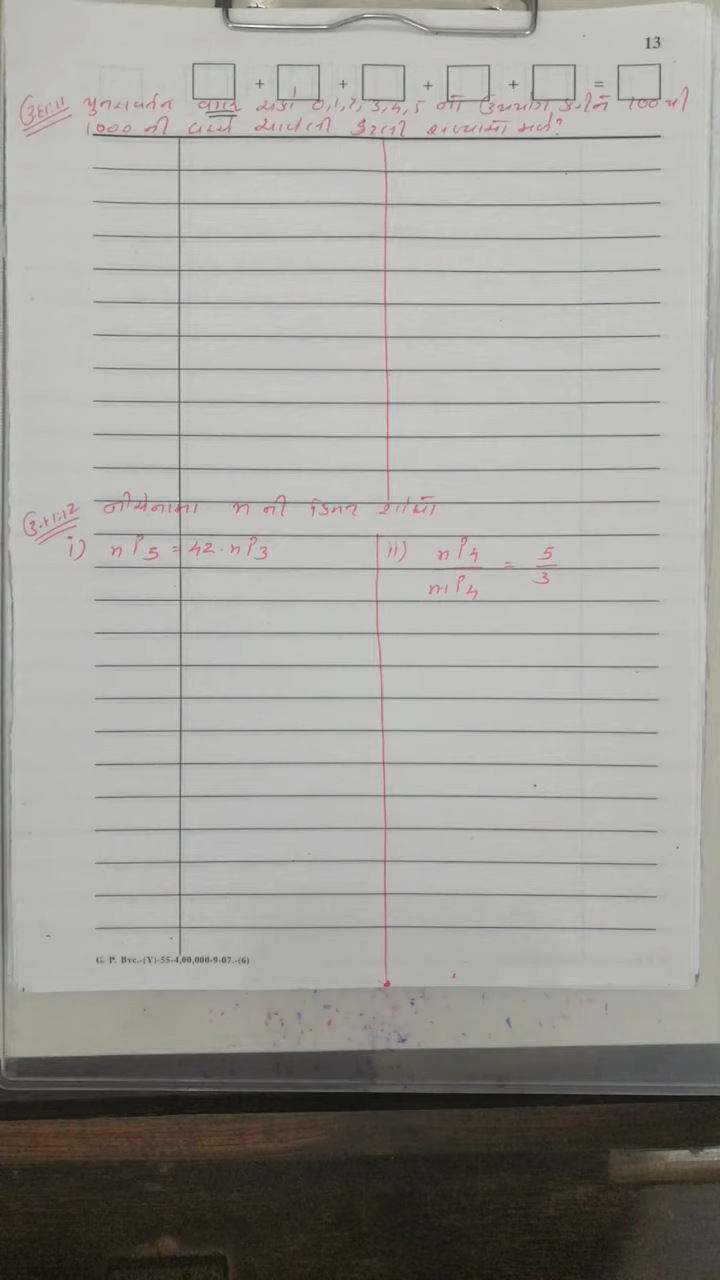 13
+ + + + =
ઉદા:11 પુનરાવર્તન વગર અંકો 0,1,2,3,4,5 નો ઉપયોગ કરીને 100 થી
1000 ની વચ્ચે આવેલી કેટલી સંખ્યાઓ મળે?
ઉદા:12 નીચેનામાં n ની કિંમત શોધો
i) nP5 = 42·nP3
ii) nP4 / n-1P4 = 5/3
G. P. Bvc.-(Y)-55-4,00,000-9-07.-(6)